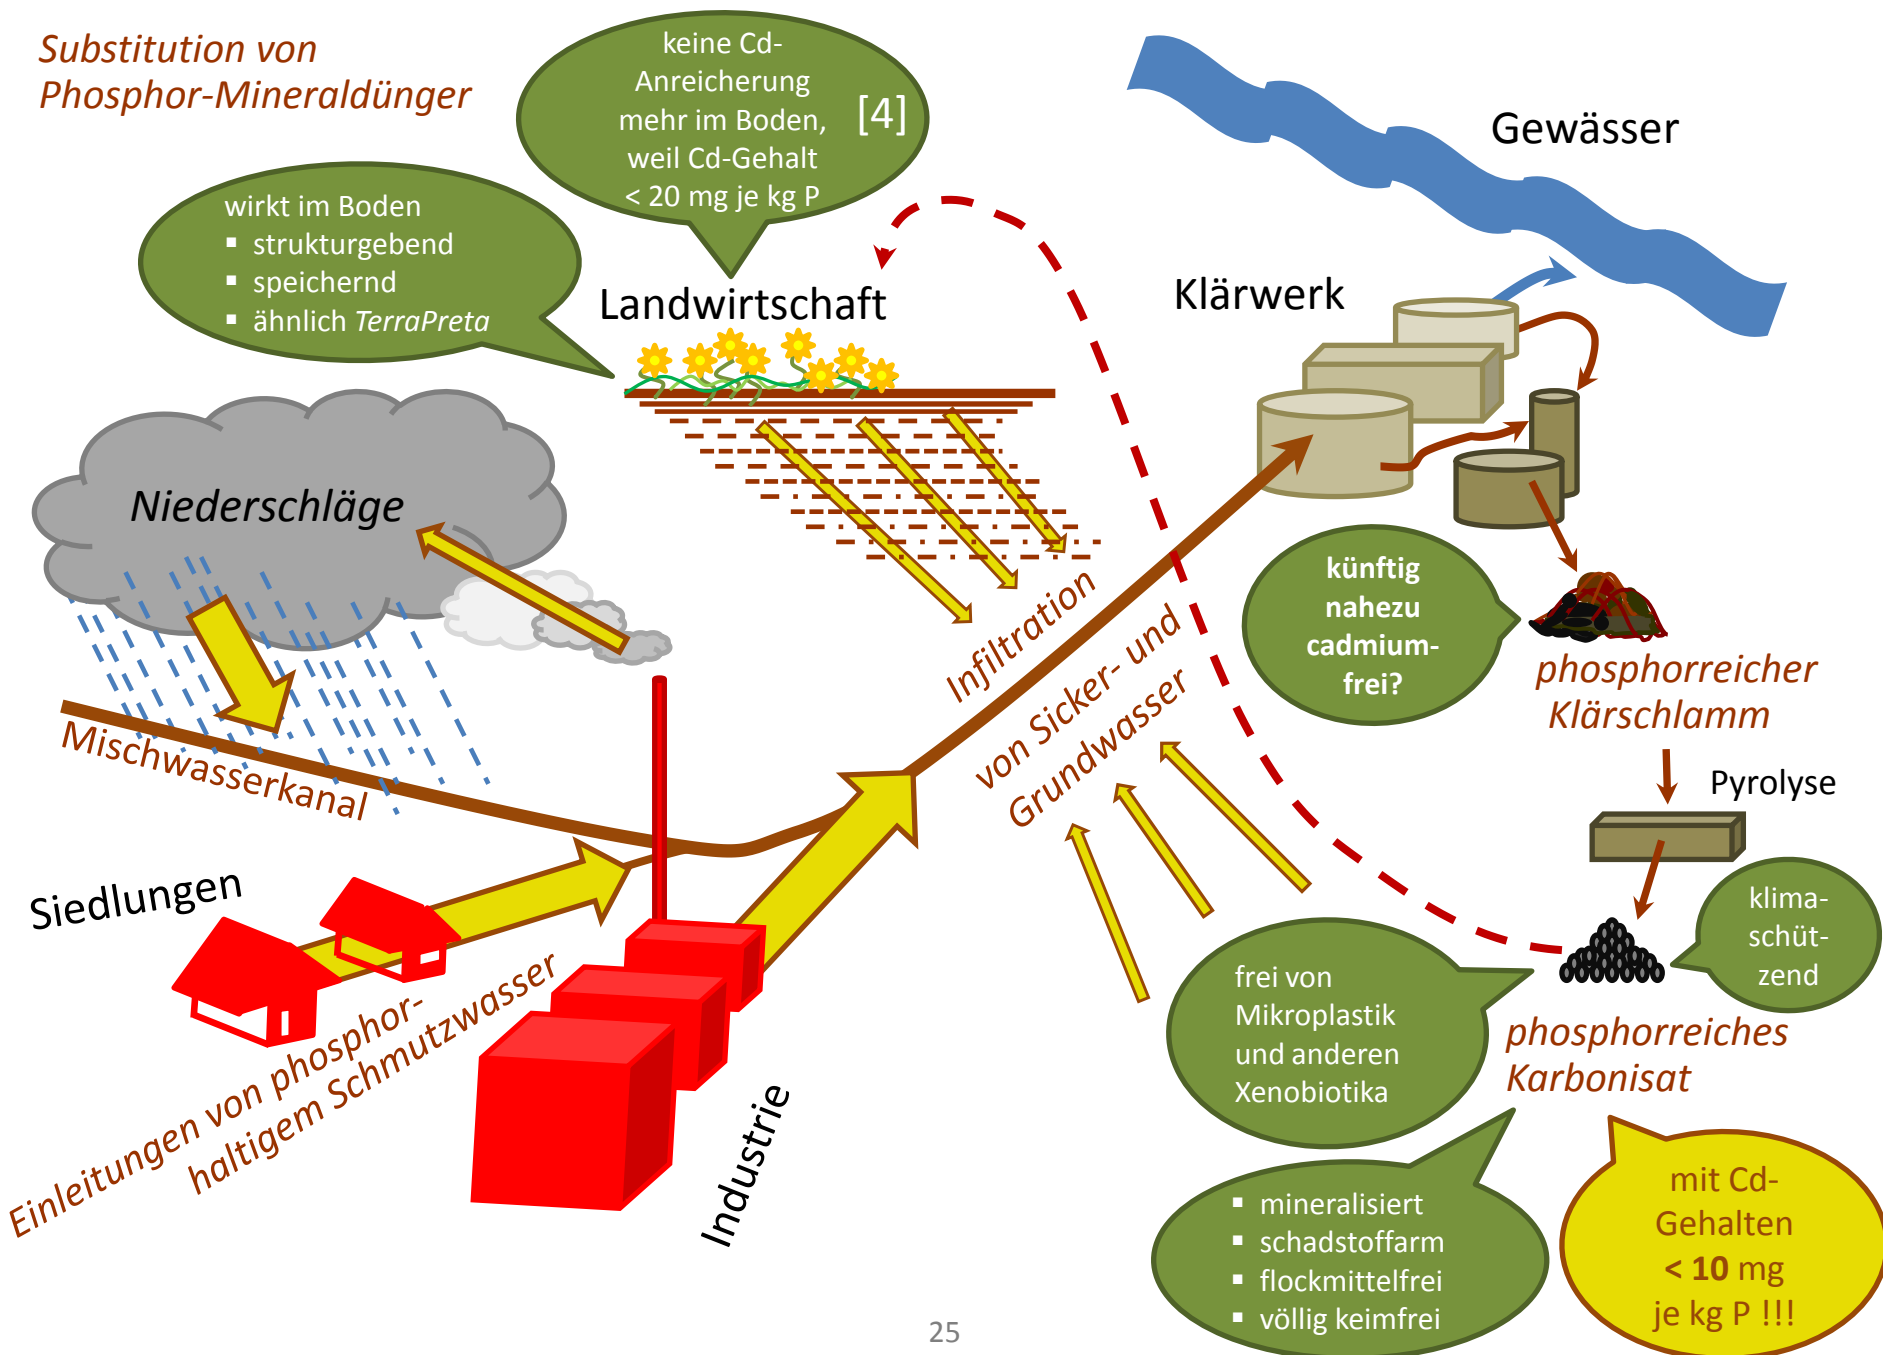 Substitution von
Phosphor-Mineraldünger
keine Cd-
Anreicherung
mehr im Boden,
weil Cd-Gehalt
< 20 mg je kg P
[4]
wirkt im Boden
▪ strukturgebend
▪ speichernd
▪ ähnlich TerraPreta
Landwirtschaft
Gewässer
Klärwerk
Niederschläge
Mischwasserkanal
Infiltration
von Sicker- und
Grundwasser
künftig
nahezu
cadmium-
frei?
phosphorreicher
Klärschlamm
Pyrolyse
klima-
schüt-
zend
Siedlungen
Einleitungen von phosphor-
haltigem Schmutzwasser
Industrie
frei von
Mikroplastik
und anderen
Xenobiotika
phosphorreiches
Karbonisat
▪ mineralisiert
▪ schadstoffarm
▪ flockmittelfrei
▪ völlig keimfrei
mit Cd-
Gehalten
< 10 mg
je kg P !!!
25